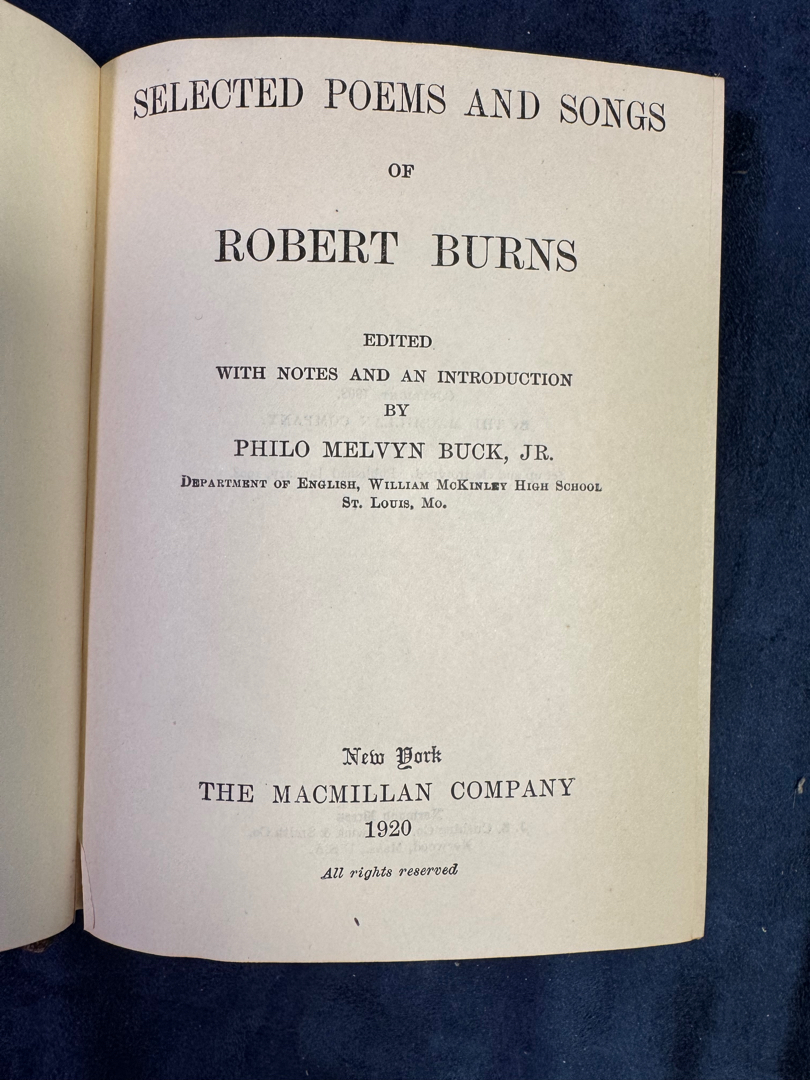 SELECTED POEMS AND SONGS
OF
ROBERT BURNS
EDITED
WITH NOTES AND AN INTRODUCTION
BY
PHILO MELVYN BUCK, JR.
DEPARTMENT OF ENGLISH, WILLIAM MCKINLEY HIGH SCHOOL
ST. LOUIS, MO.
New York
THE MACMILLAN COMPANY
1920
All rights reserved